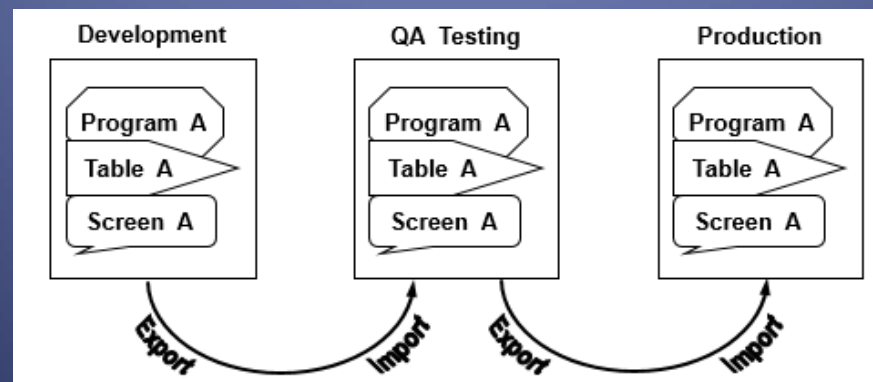 Development QA Testing Production
Program A Program A Program A
Table A Table A Table A
Screen A Screen A Screen A
Export Import Export Import